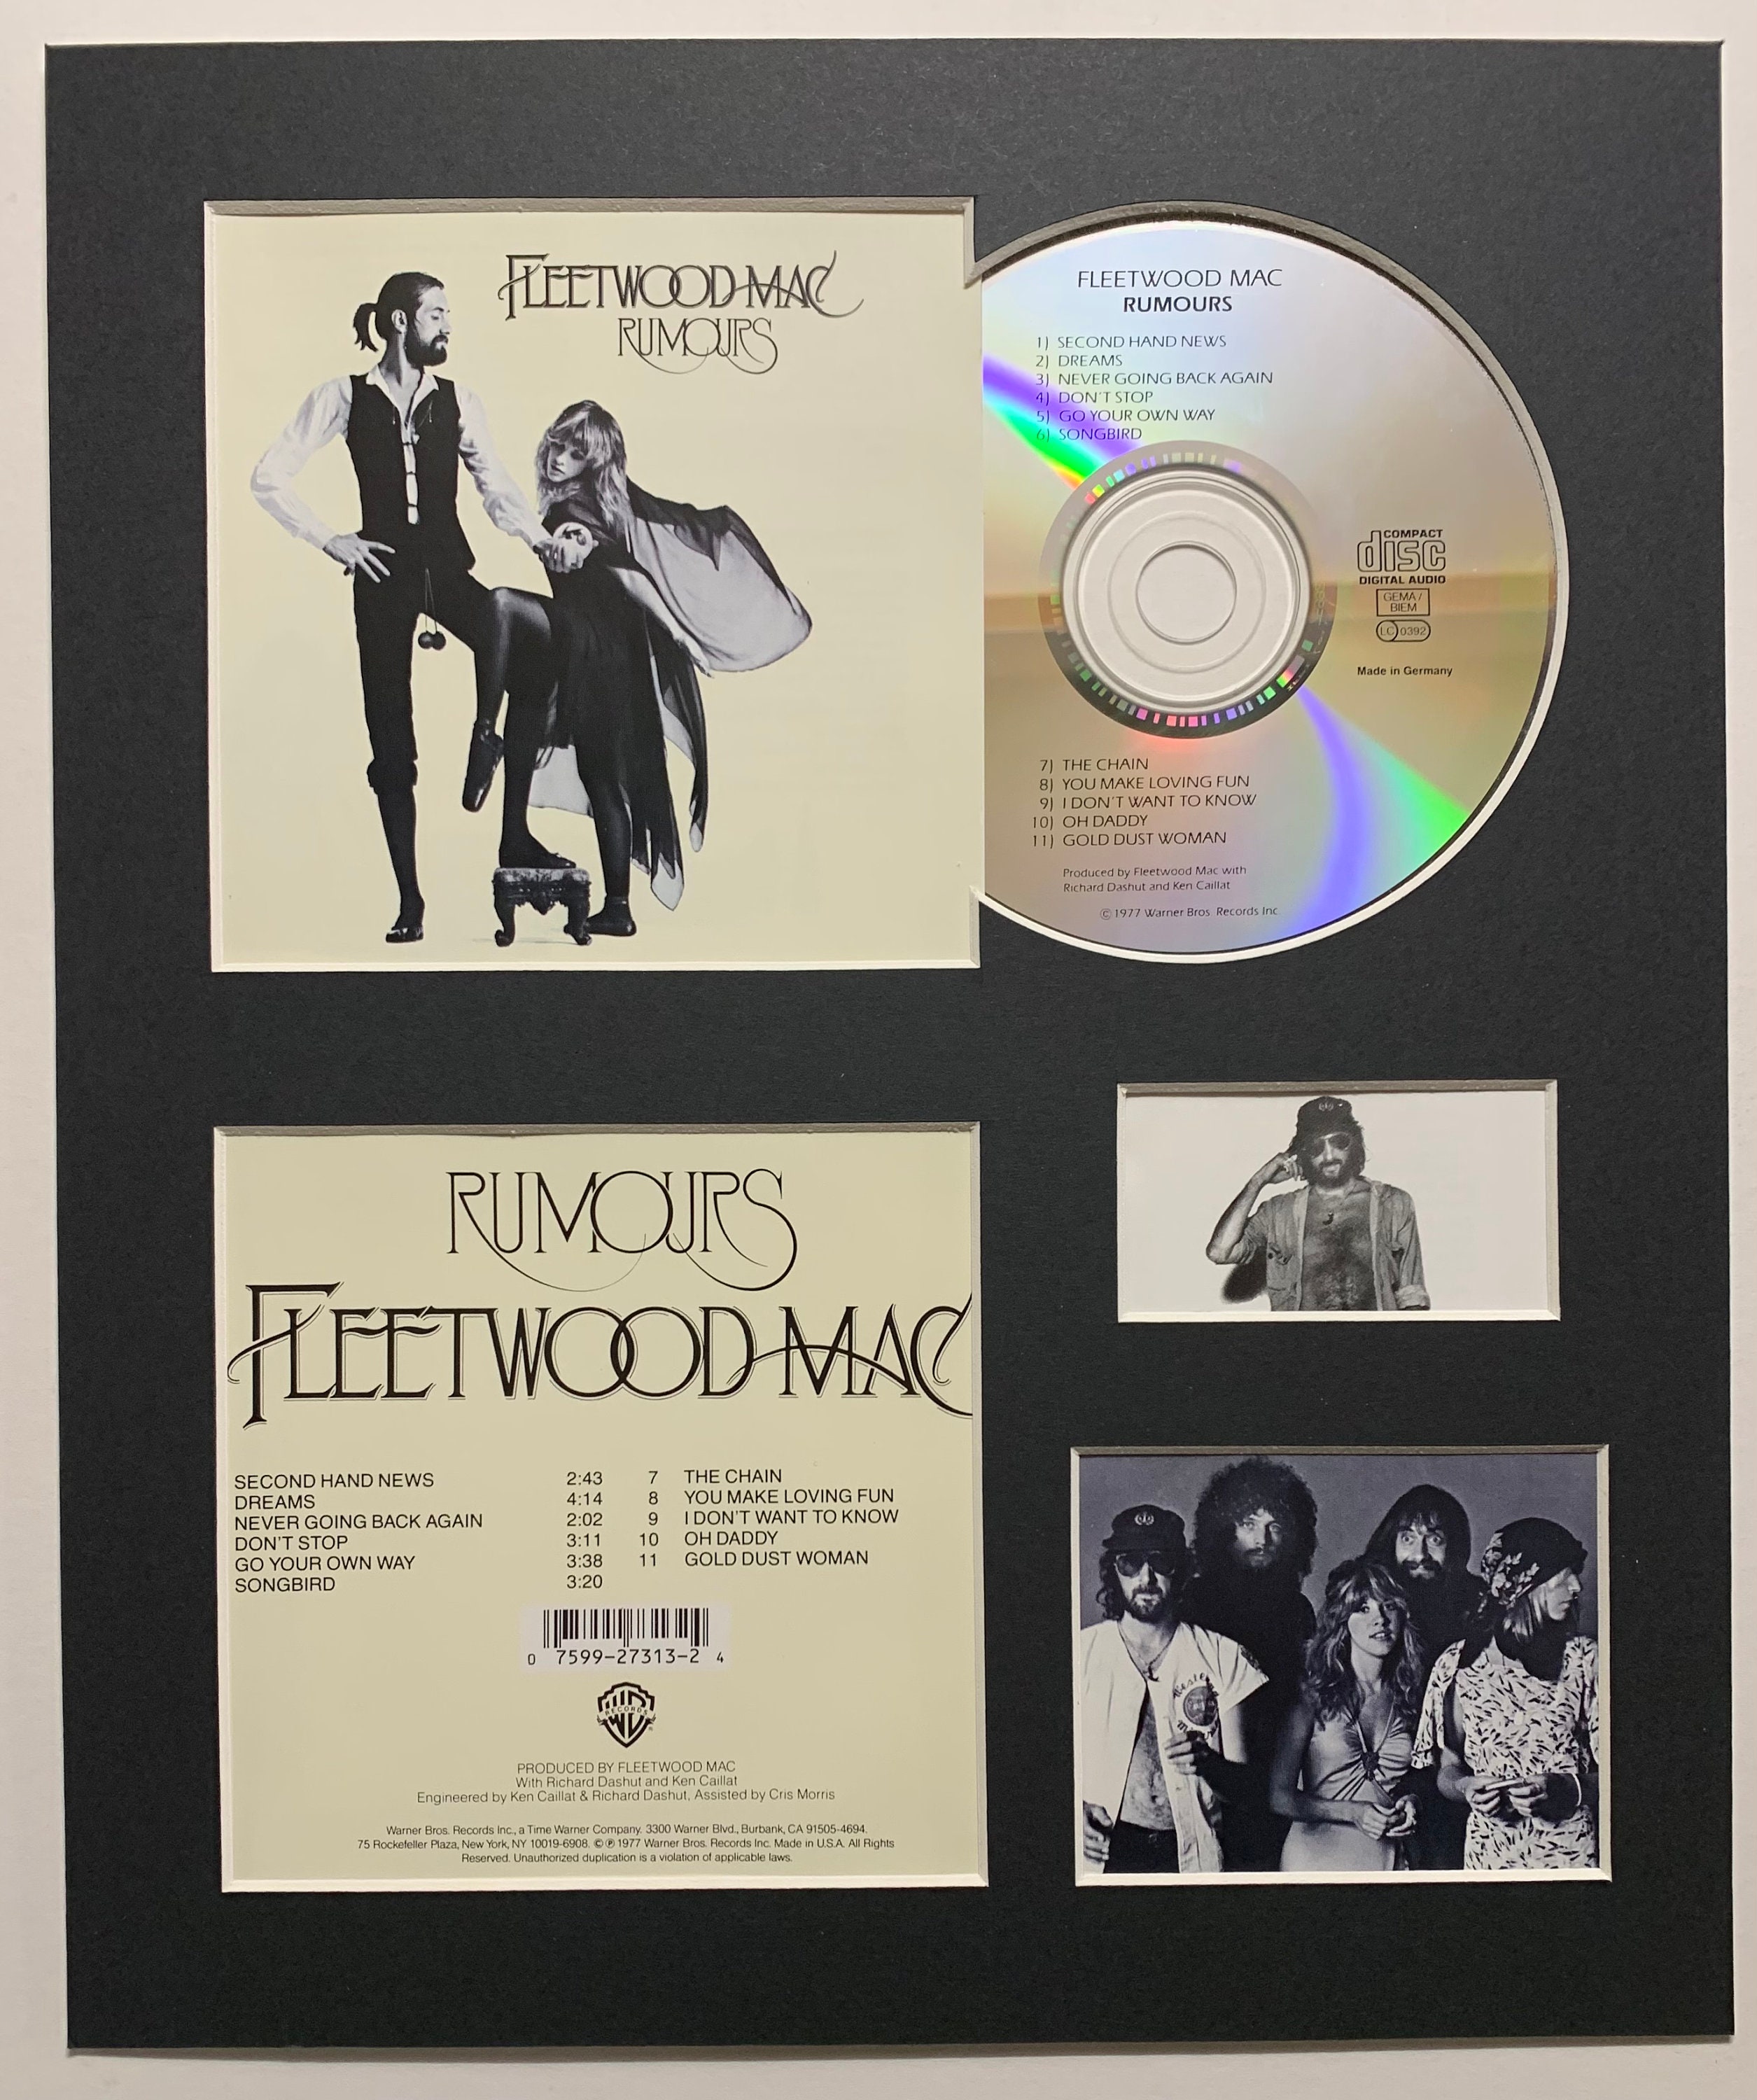 FLEETWOOD MAC
RUMOURS
FLEETWOOD MAC
RUMOURS
1) SECOND HAND NEWS
2) DREAMS
3) NEVER GOING BACK AGAIN
4) DON'T STOP
5) GO YOUR OWN WAY
6) SONGBIRD
COMPACT
disc
DIGITAL AUDIO
GEMA /
BIEM
LC 0392
Made in Germany
7) THE CHAIN
8) YOU MAKE LOVING FUN
9) I DON'T WANT TO KNOW
10) OH DADDY
11) GOLD DUST WOMAN
Produced by Fleetwood Mac with
Richard Dashut and Ken Caillat
© 1977 Warner Bros. Records Inc.
RUMOURS
FLEETWOOD MAC
SECOND HAND NEWS 2:43
DREAMS 4:14
NEVER GOING BACK AGAIN 2:02
DON'T STOP 3:11
GO YOUR OWN WAY 3:38
SONGBIRD 3:20
7 THE CHAIN
8 YOU MAKE LOVING FUN
9 I DON'T WANT TO KNOW
10 OH DADDY
11 GOLD DUST WOMAN
0 7599-27313-2 4
WB
RECORDS
PRODUCED BY FLEETWOOD MAC
With Richard Dashut and Ken Caillat
Engineered by Ken Caillat & Richard Dashut, Assisted by Cris Morris
Warner Bros. Records Inc., a Time Warner Company. 3300 Warner Blvd., Burbank, CA 91505-4694.
75 Rockefeller Plaza, New York, NY 10019-6908. © ℗ 1977 Warner Bros. Records Inc. Made in U.S.A. All Rights
Reserved. Unauthorized duplication is a violation of applicable laws.